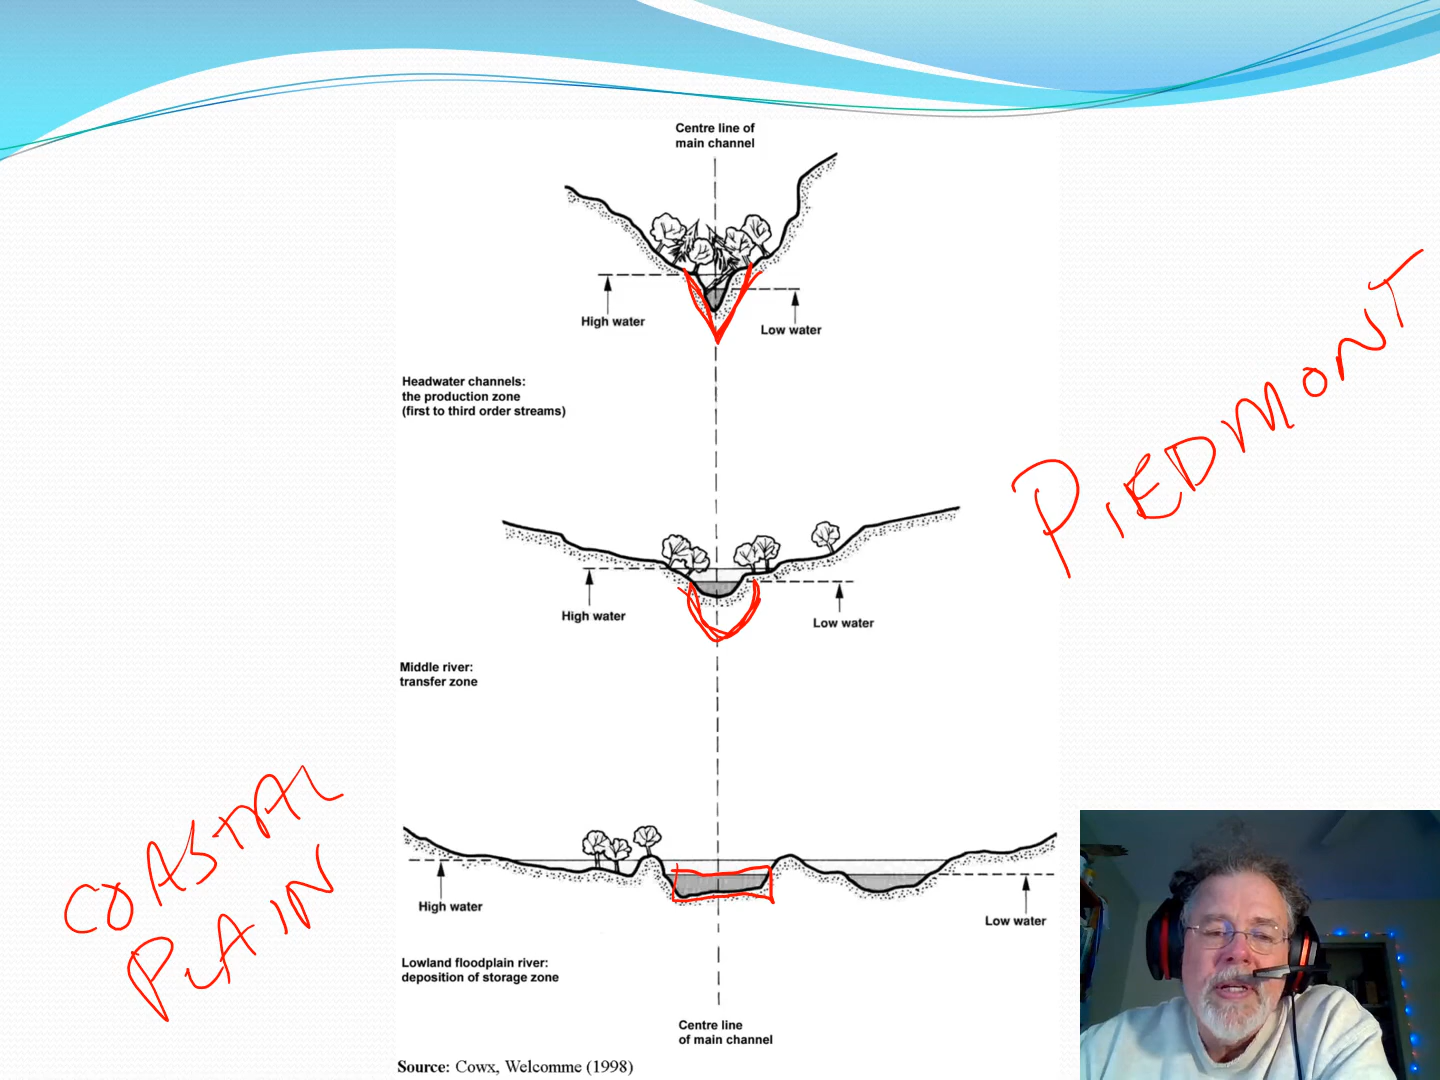 Centre line of
main channel
High water
Low water
Headwater channels:
the production zone
(first to third order streams)
PIEDMONT
High water
Low water
Middle river:
transfer zone
COASTAL
PLAIN
High water
Low water
Lowland floodplain river:
deposition of storage zone
Centre line
of main channel
Source: Cowx, Welcomme (1998)